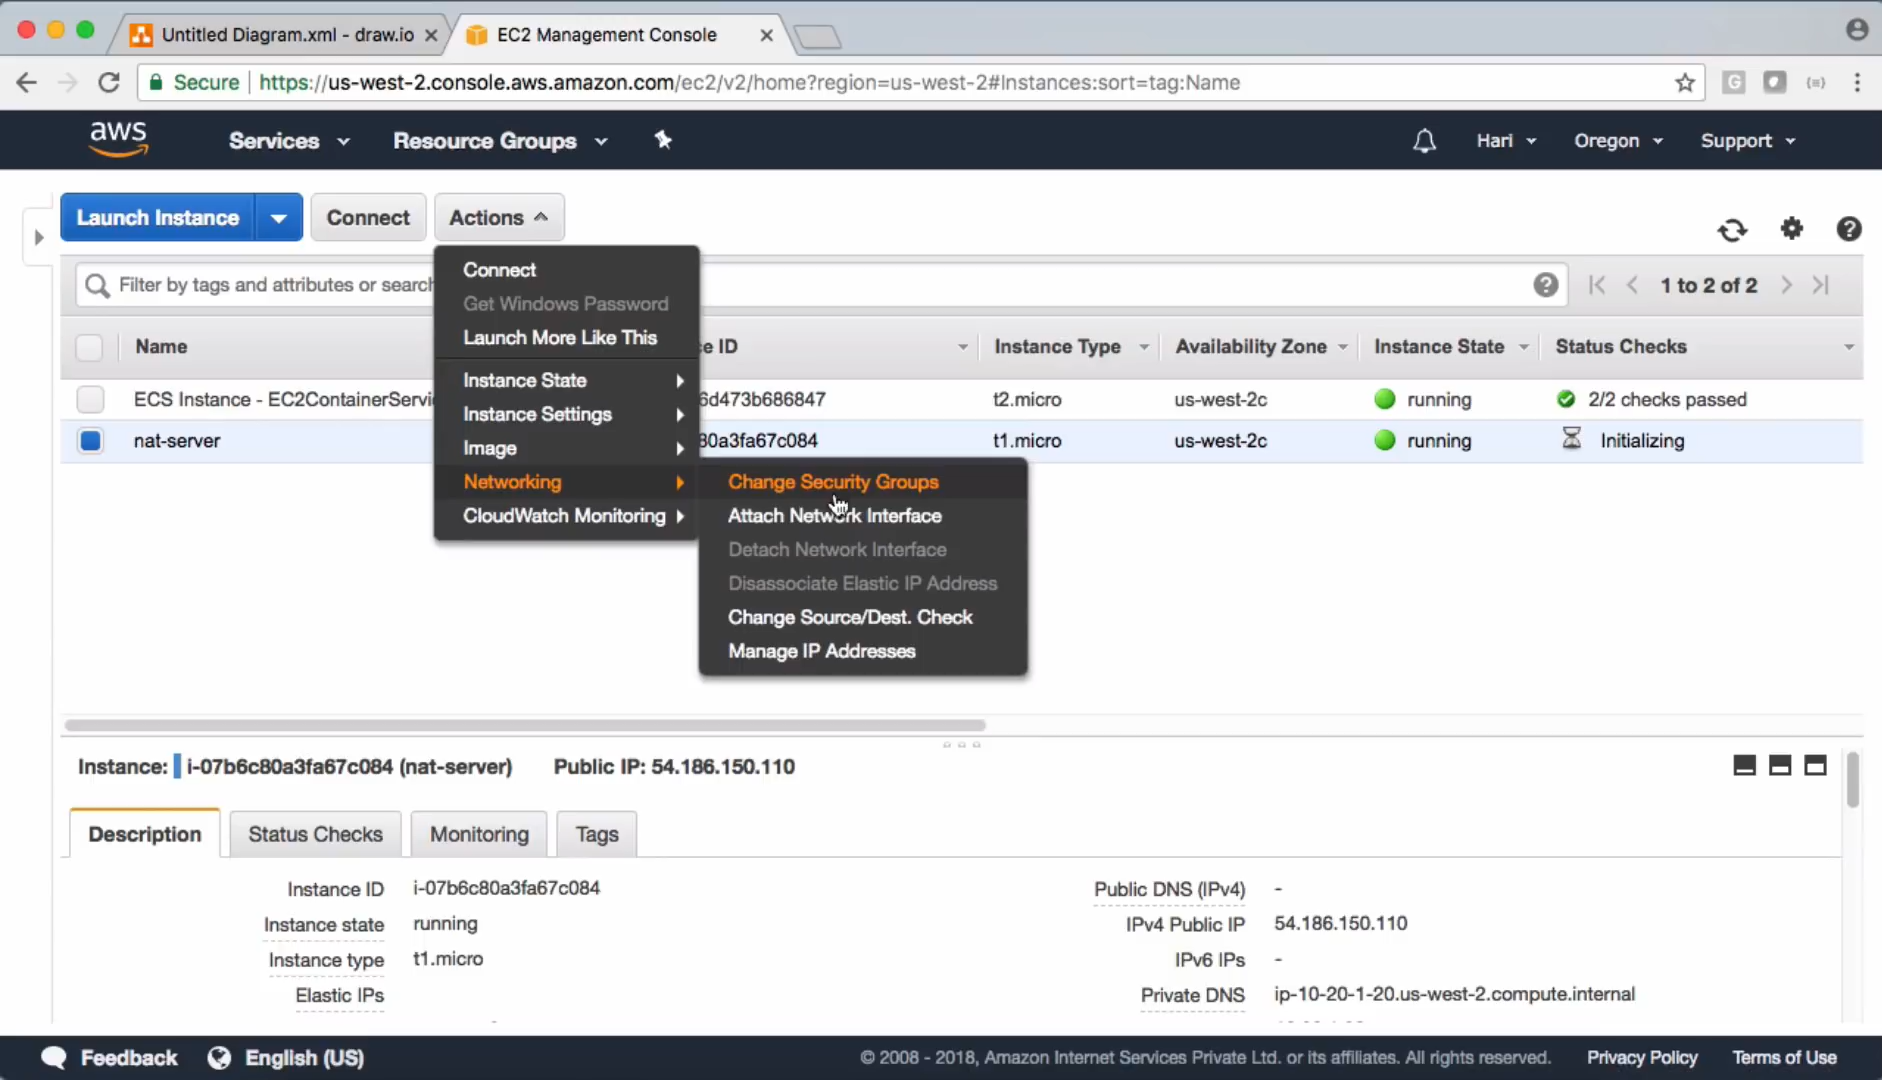 Untitled Diagram.xml - draw.io
EC2 Management Console
Secure
https://us-west-2.console.aws.amazon.com/ec2/v2/home?region=us-west-2#Instances:sort=tag:Name
G
aws
Services
Resource Groups
Hari
Oregon
Support
Launch Instance
Connect
Actions
Connect
Get Windows Password
Launch More Like This
Instance State
Instance Settings
Image
Networking
CloudWatch Monitoring
Change Security Groups
Attach Network Interface
Detach Network Interface
Disassociate Elastic IP Address
Change Source/Dest. Check
Manage IP Addresses
Filter by tags and attributes or search
1 to 2 of 2
Name
e ID
Instance Type
Availability Zone
Instance State
Status Checks
ECS Instance - EC2ContainerServi
6d473b686847
t2.micro
us-west-2c
running
2/2 checks passed
nat-server
80a3fa67c084
t1.micro
us-west-2c
running
Initializing
Instance: i-07b6c80a3fa67c084 (nat-server)
Public IP: 54.186.150.110
Description
Status Checks
Monitoring
Tags
Instance ID
i-07b6c80a3fa67c084
Public DNS (IPv4)
-
Instance state
running
IPv4 Public IP
54.186.150.110
Instance type
t1.micro
IPv6 IPs
-
Elastic IPs
Private DNS
ip-10-20-1-20.us-west-2.compute.internal
Feedback
English (US)
© 2008 - 2018, Amazon Internet Services Private Ltd. or its affiliates. All rights reserved.
Privacy Policy
Terms of Use